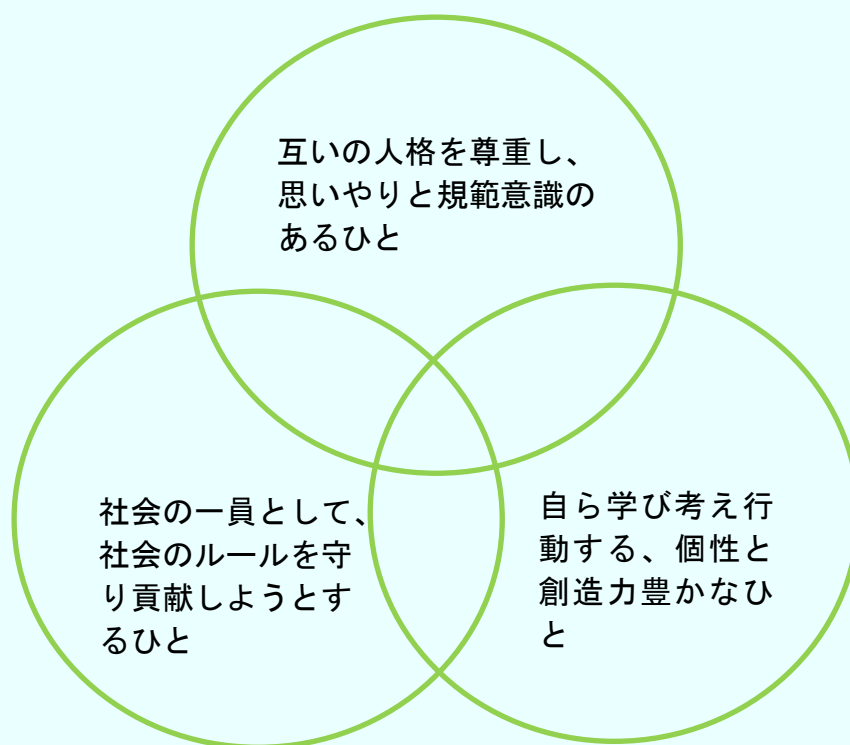 互いの人格を尊重し、
思いやりと規範意識の
あるひと
社会の一員として、
社会のルールを守
り貢献しようとす
るひと
自ら学び考え行
動する、個性と
創造力豊かなひ
と